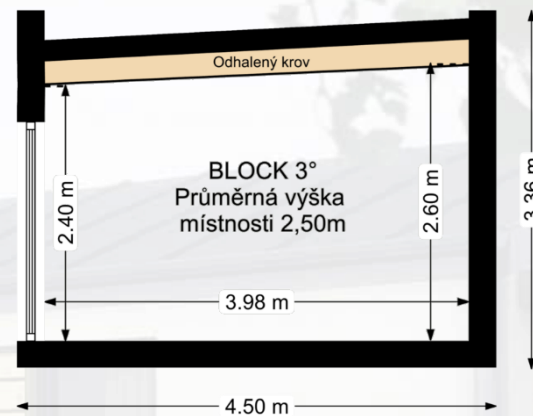 Odhalený krov
BLOCK 3°
Průměrná výška
místnosti 2,50m
2.40 m
2.60 m
3.98 m
3.36 m
4.50 m